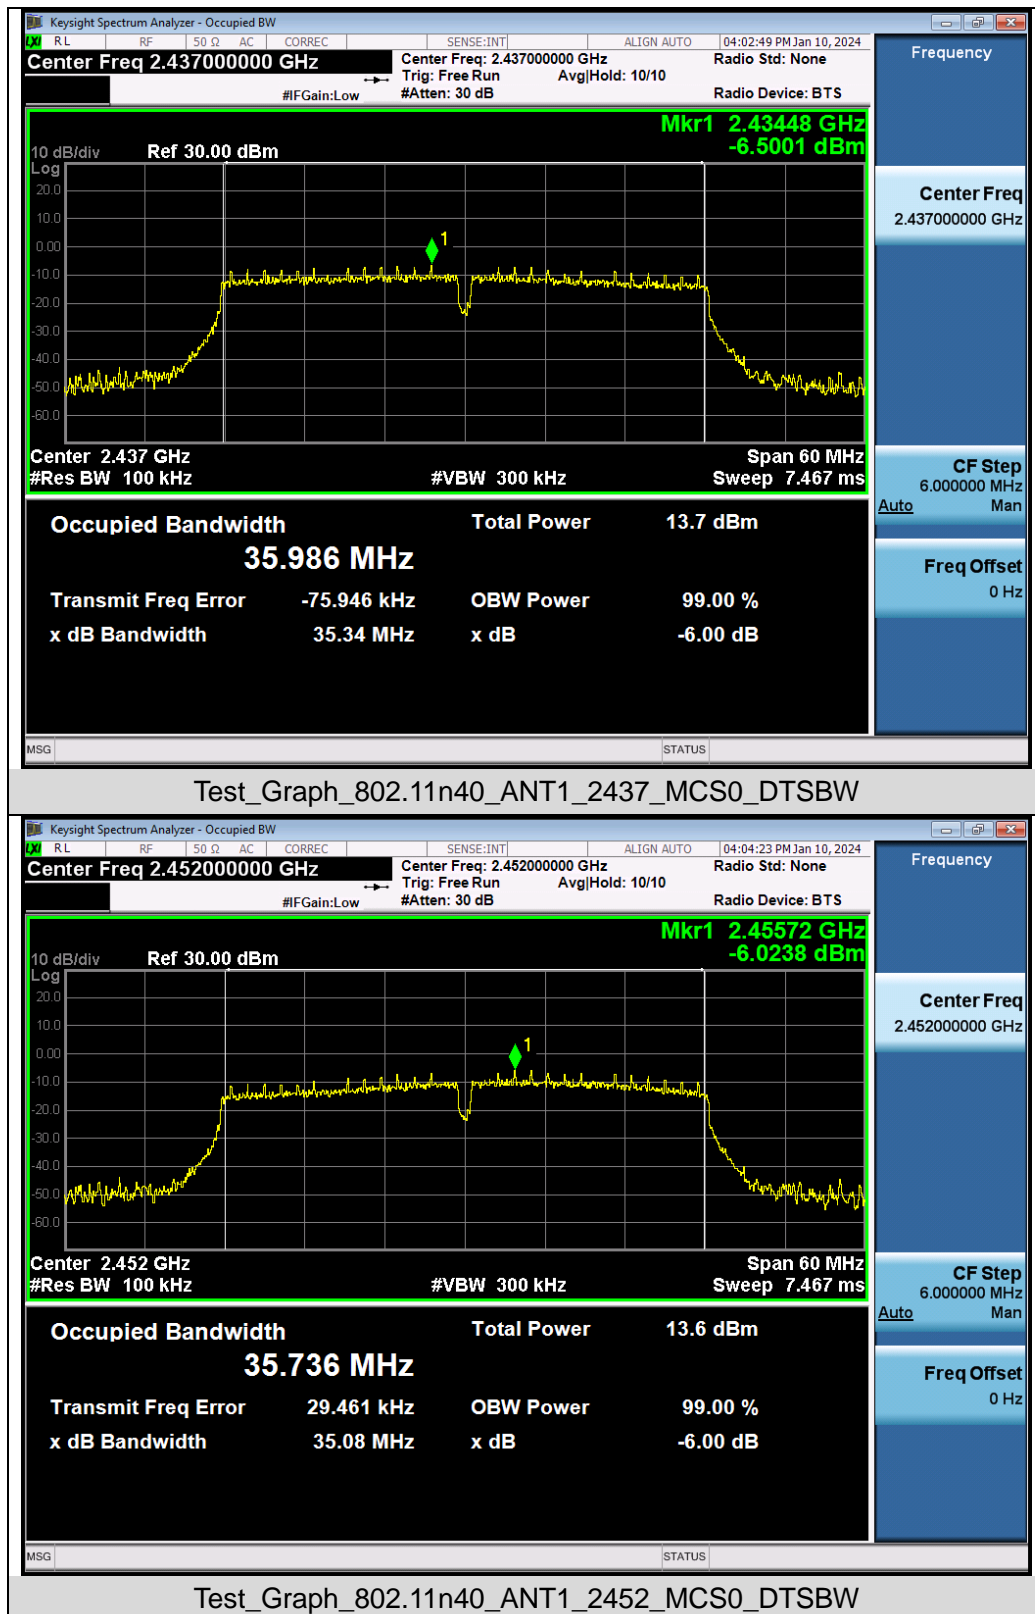 Keysight Spectrum Analyzer - Occupied BW
LXI RL RF 50 Ω AC CORREC SENSE:INT ALIGN AUTO 04:02:49 PM Jan 10, 2024
Center Freq 2.437000000 GHz
Center Freq: 2.437000000 GHz
Radio Std: None
Trig: Free Run Avg|Hold: 10/10
#IFGain:Low
#Atten: 30 dB
Radio Device: BTS
Frequency
Mkr1 2.43448 GHz
-6.5001 dBm
10 dB/div Ref 30.00 dBm
Log
20.0
10.0
0.00
-10.0
-20.0
-30.0
-40.0
-50.0
-60.0
1
Center 2.437 GHz
Span 60 MHz
#Res BW 100 kHz
#VBW 300 kHz
Sweep 7.467 ms
Center Freq
2.437000000 GHz
CF Step
6.000000 MHz
Auto Man
Freq Offset
0 Hz
Occupied Bandwidth
Total Power 13.7 dBm
35.986 MHz
Transmit Freq Error -75.946 kHz OBW Power 99.00 %
x dB Bandwidth 35.34 MHz x dB -6.00 dB
MSG STATUS
Test_Graph_802.11n40_ANT1_2437_MCS0_DTSBW
Keysight Spectrum Analyzer - Occupied BW
LXI RL RF 50 Ω AC CORREC SENSE:INT ALIGN AUTO 04:04:23 PM Jan 10, 2024
Center Freq 2.452000000 GHz
Center Freq: 2.452000000 GHz
Radio Std: None
Trig: Free Run Avg|Hold: 10/10
#IFGain:Low
#Atten: 30 dB
Radio Device: BTS
Frequency
Mkr1 2.45572 GHz
-6.0238 dBm
10 dB/div Ref 30.00 dBm
Log
20.0
10.0
0.00
-10.0
-20.0
-30.0
-40.0
-50.0
-60.0
1
Center 2.452 GHz
Span 60 MHz
#Res BW 100 kHz
#VBW 300 kHz
Sweep 7.467 ms
Center Freq
2.452000000 GHz
CF Step
6.000000 MHz
Auto Man
Freq Offset
0 Hz
Occupied Bandwidth
Total Power 13.6 dBm
35.736 MHz
Transmit Freq Error 29.461 kHz OBW Power 99.00 %
x dB Bandwidth 35.08 MHz x dB -6.00 dB
MSG STATUS
Test_Graph_802.11n40_ANT1_2452_MCS0_DTSBW